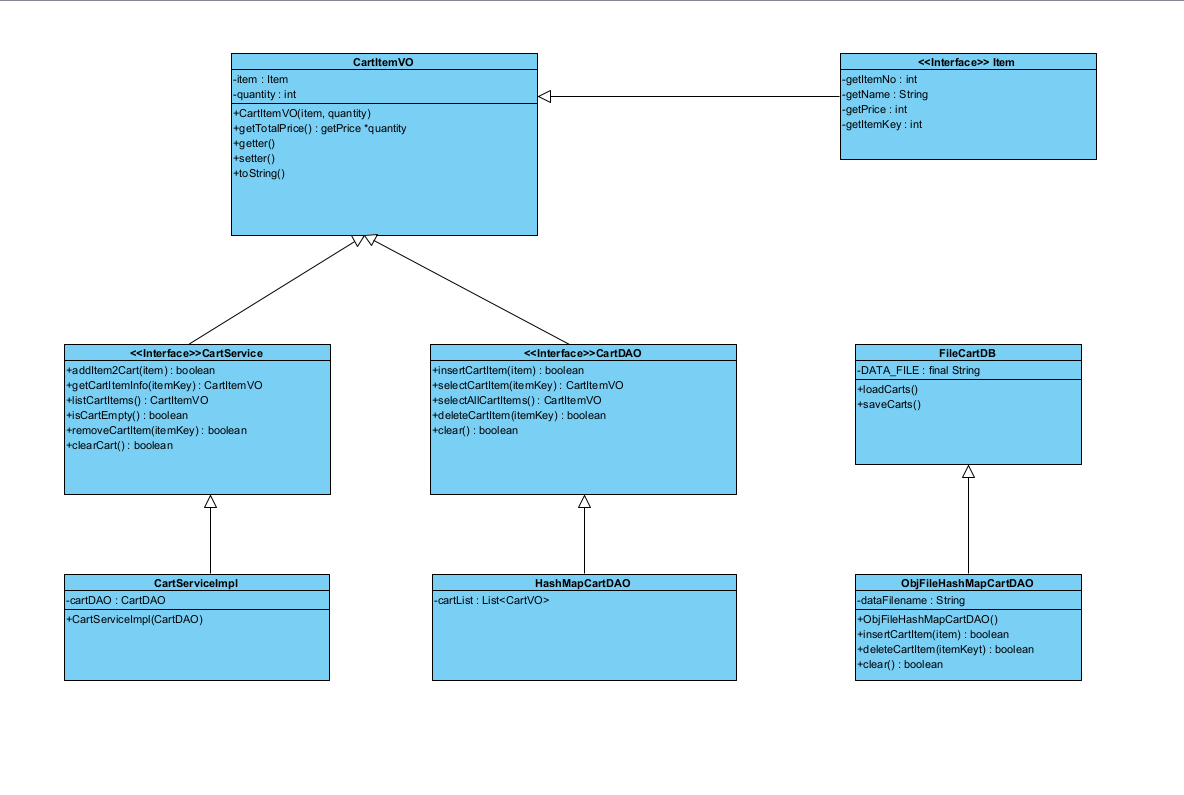 CartItemVO
-item : Item
-quantity : int
+CartItemVO(item, quantity)
+getTotalPrice() : getPrice *quantity
+getter()
+setter()
+toString()
<<Interface>> Item
-getItemNo : int
-getName : String
-getPrice : int
-getItemKey : int
<<Interface>>CartService
+addItem2Cart(item) : boolean
+getCartItemInfo(itemKey) : CartItemVO
+listCartItems() : CartItemVO
+isCartEmpty() : boolean
+removeCartItem(itemKey) : boolean
+clearCart() : boolean
<<Interface>>CartDAO
+insertCartItem(item) : boolean
+selectCartItem(itemKey) : CartItemVO
+selectAllCartItems() : CartItemVO
+deleteCartItem(itemKey) : boolean
+clear() : boolean
FileCartDB
-DATA_FILE : final String
+loadCarts()
+saveCarts()
CartServiceImpl
-cartDAO : CartDAO
+CartServiceImpl(CartDAO)
HashMapCartDAO
-cartList : List<CartVO>
ObjFileHashMapCartDAO
-dataFilename : String
+ObjFileHashMapCartDAO()
+insertCartItem(item) : boolean
+deleteCartItem(itemKeyt) : boolean
+clear() : boolean